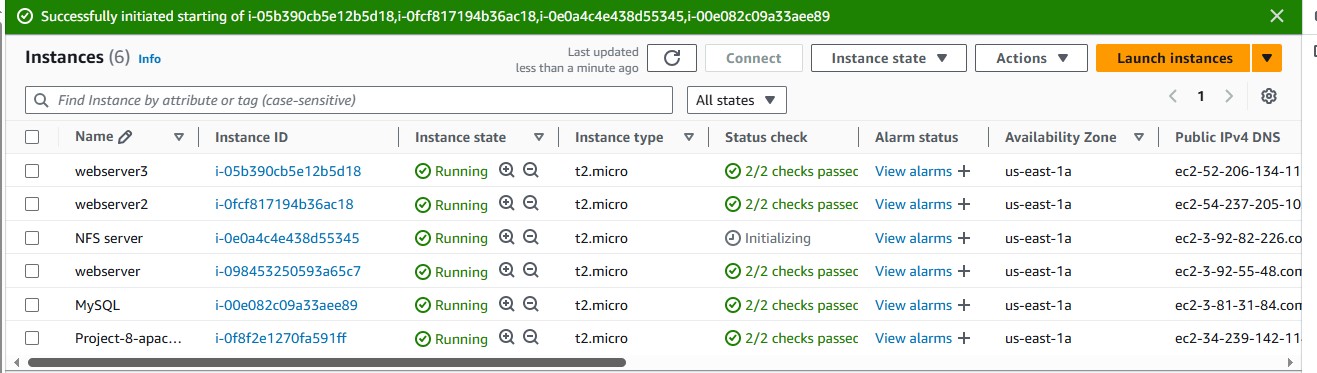 Successfully initiated starting of i-05b390cb5e12b5d18,i-0fcf817194b36ac18,i-0e0a4c4e438d55345,i-00e082c09a33aee89
Instances (6) Info Last updated less than a minute ago Connect Instance state Actions Launch instances
Find Instance by attribute or tag (case-sensitive) All states 1
Name Instance ID Instance state Instance type Status check Alarm status Availability Zone Public IPv4 DNS
webserver3 i-05b390cb5e12b5d18 Running t2.micro 2/2 checks passed View alarms + us-east-1a ec2-52-206-134-11
webserver2 i-0fcf817194b36ac18 Running t2.micro 2/2 checks passed View alarms + us-east-1a ec2-54-237-205-10
NFS server i-0e0a4c4e438d55345 Running t2.micro Initializing View alarms + us-east-1a ec2-3-92-82-226.co
webserver i-098453250593a65c7 Running t2.micro 2/2 checks passed View alarms + us-east-1a ec2-3-92-55-48.com
MySQL i-00e082c09a33aee89 Running t2.micro 2/2 checks passed View alarms + us-east-1a ec2-3-81-31-84.com
Project-8-apac... i-0f8f2e1270fa591ff Running t2.micro 2/2 checks passed View alarms + us-east-1a ec2-34-239-142-11